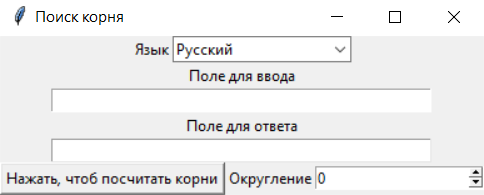 Поиск корня
Язык Русский
Поле для ввода
Поле для ответа
Нажать, чтоб посчитать корни Округление 0